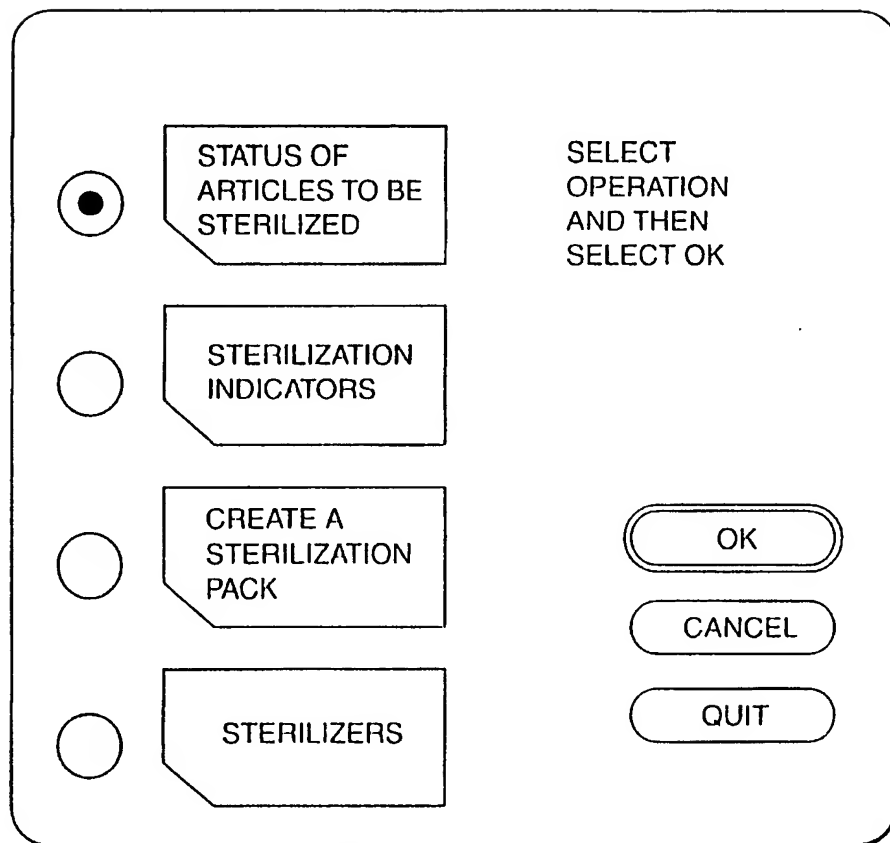 STATUS OF
ARTICLES TO BE
STERILIZED
SELECT
OPERATION
AND THEN
SELECT OK
STERILIZATION
INDICATORS
CREATE A
STERILIZATION
PACK
STERILIZERS
OK
CANCEL
QUIT